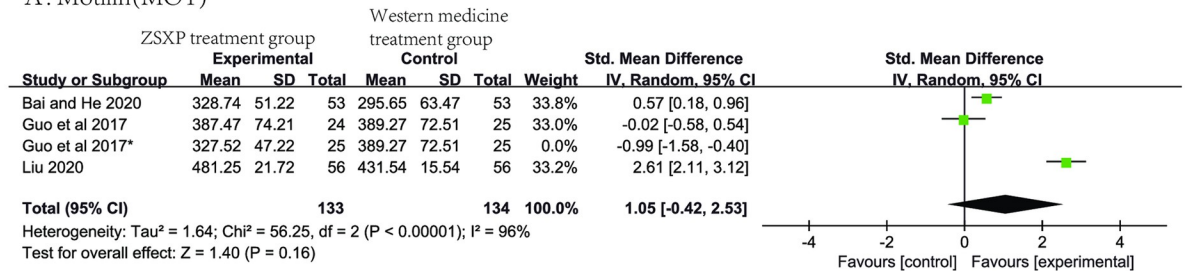 A: Motilin(MOT)
Western medicine
ZSXP treatment group treatment group
Experimental Control Std. Mean Difference Std. Mean Difference
Study or Subgroup Mean SD Total Mean SD Total Weight IV, Random, 95% CI IV, Random, 95% CI
Bai and He 2020 328.74 51.22 53 295.65 63.47 53 33.8% 0.57 [0.18, 0.96]
Guo et al 2017 387.47 74.21 24 389.27 72.51 25 33.0% -0.02 [-0.58, 0.54]
Guo et al 2017* 327.52 47.22 25 389.27 72.51 25 0.0% -0.99 [-1.58, -0.40]
Liu 2020 481.25 21.72 56 431.54 15.54 56 33.2% 2.61 [2.11, 3.12]
Total (95% CI) 133 134 100.0% 1.05 [-0.42, 2.53]
Heterogeneity: Tau² = 1.64; Chi² = 56.25, df = 2 (P < 0.00001); I² = 96%
Test for overall effect: Z = 1.40 (P = 0.16)
-4 -2 0 2 4
Favours [control] Favours [experimental]